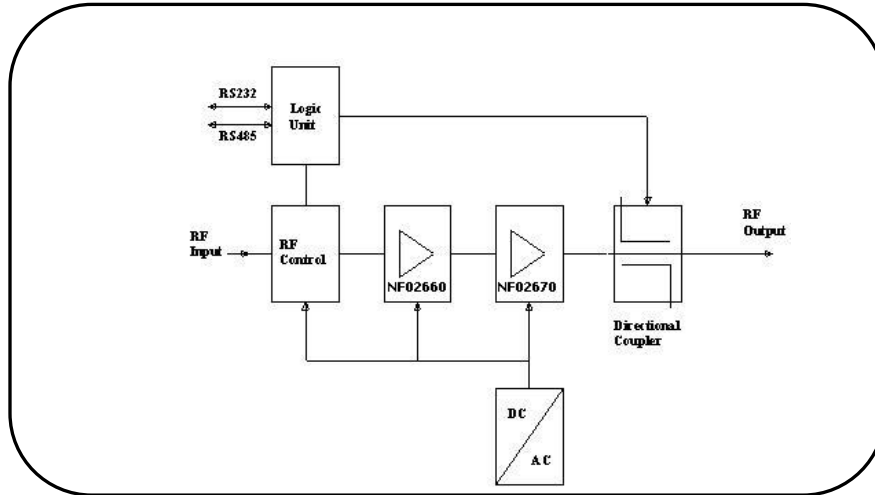 RS232
RS485
Logic
Unit
RF
Input
RF
Control
NF02660
NF02670
RF
Output
Directional
Coupler
DC
AC